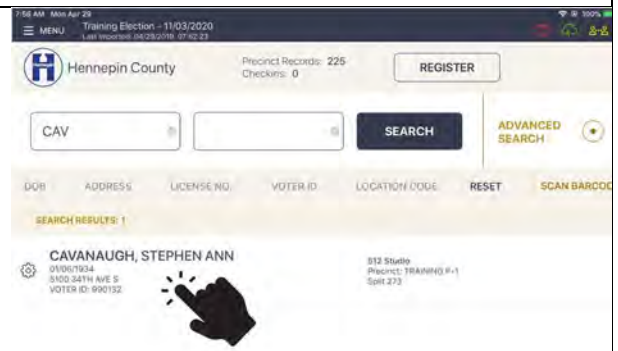 7:56 AM Mon Apr 29
100%
MENU
Training Election - 11/03/2020
Last Imported: 04/29/2019 07:42:23
H
Hennepin County
Precinct Records: 225
Checkins: 0
REGISTER
CAV
SEARCH
ADVANCED
SEARCH
DOB ADDRESS LICENSE NO. VOTER ID LOCATION CODE RESET SCAN BARCOD
SEARCH RESULTS: 1
CAVANAUGH, STEPHEN ANN
01/06/1934
5100 34TH AVE S
VOTER ID: 990132
512 Studio
Precinct: TRAINING P-1
Split 273